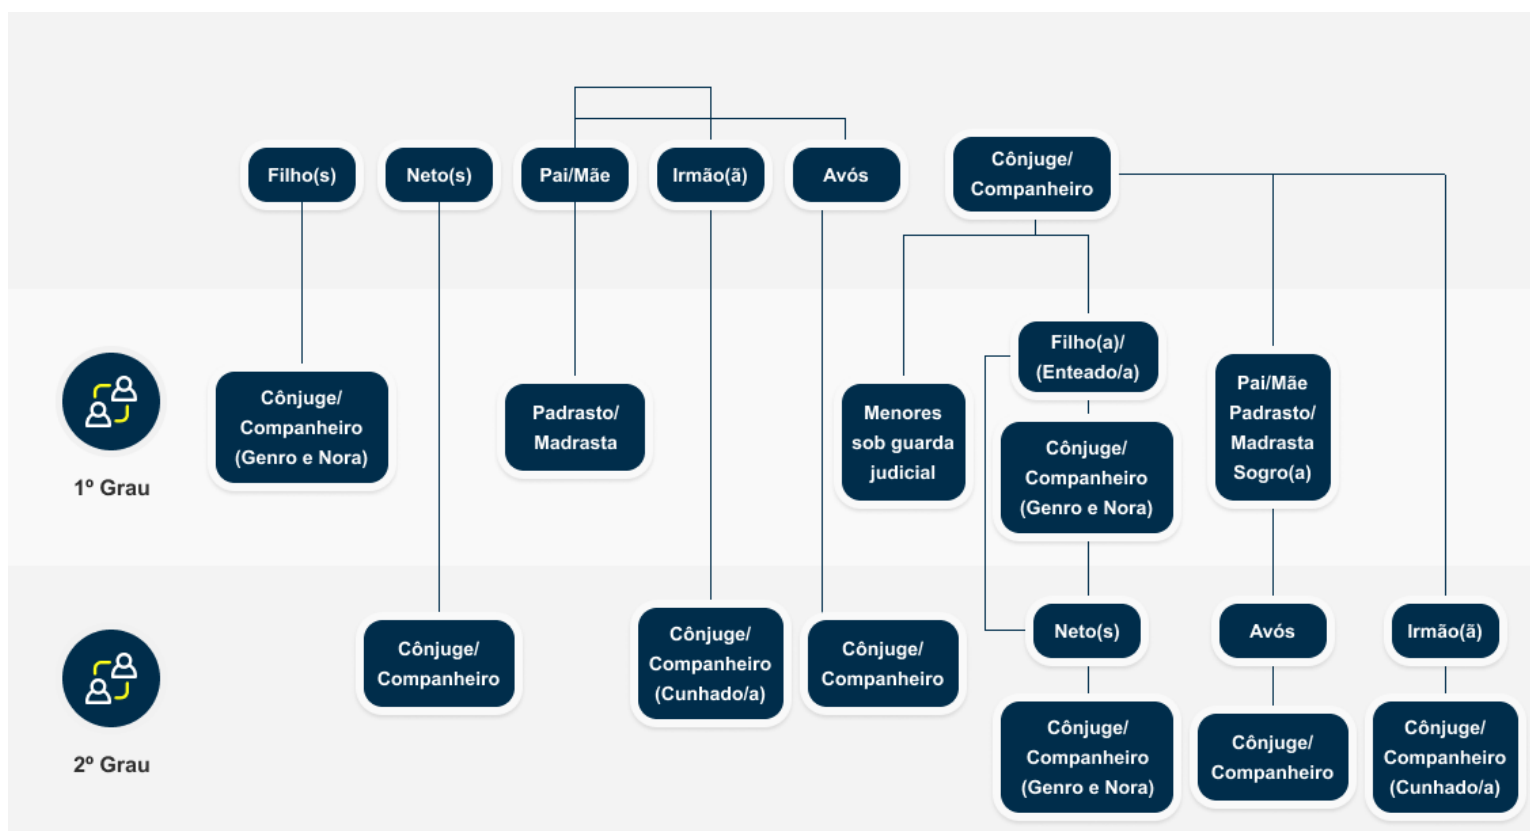 Filho(s)
Neto(s)
Pai/Mãe
Irmão(ã)
Avós
Cônjuge/
Companheiro
1º Grau
Cônjuge/
Companheiro
(Genro e Nora)
Padrasto/
Madrasta
Menores
sob guarda
judicial
Filho(a)/
(Enteado/a)
Cônjuge/
Companheiro
(Genro e Nora)
Pai/Mãe
Padrasto/
Madrasta
Sogro(a)
2º Grau
Cônjuge/
Companheiro
Cônjuge/
Companheiro
(Cunhado/a)
Cônjuge/
Companheiro
Neto(s)
Avós
Irmão(ã)
Cônjuge/
Companheiro
(Genro e Nora)
Cônjuge/
Companheiro
Cônjuge/
Companheiro
(Cunhado/a)